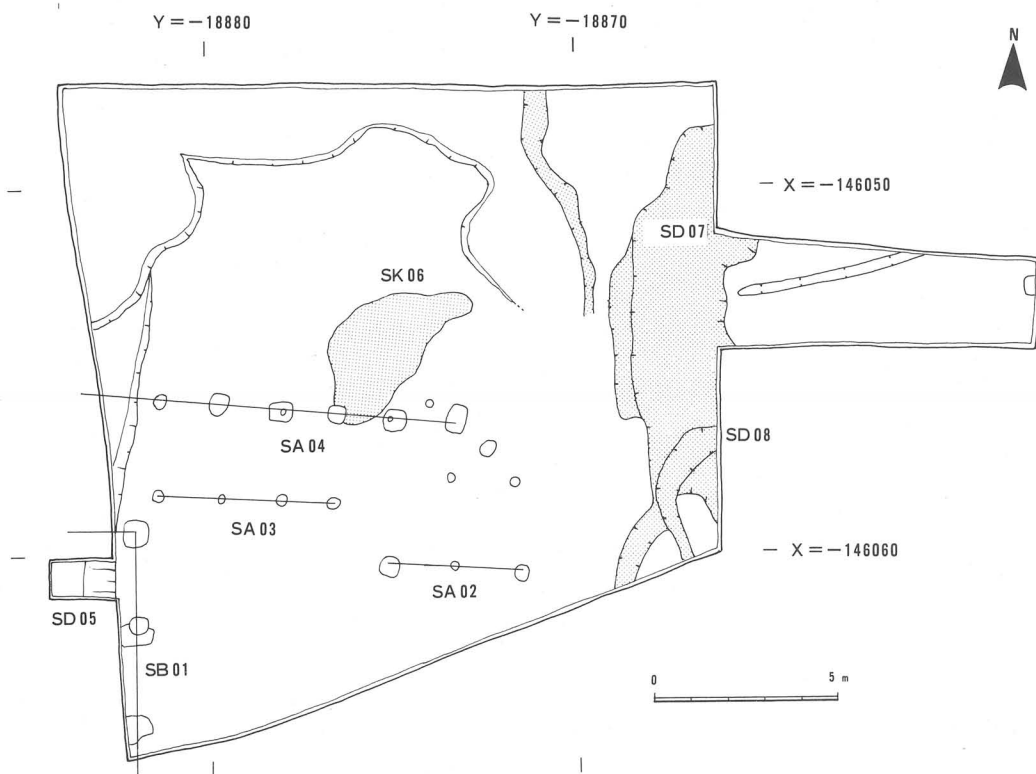 Y = −18880
Y = −18870
N
X = −146050
SD 07
SK 06
SA 04
SD 08
SA 03
X = −146060
SA 02
SD 05
SB 01
0 5 m